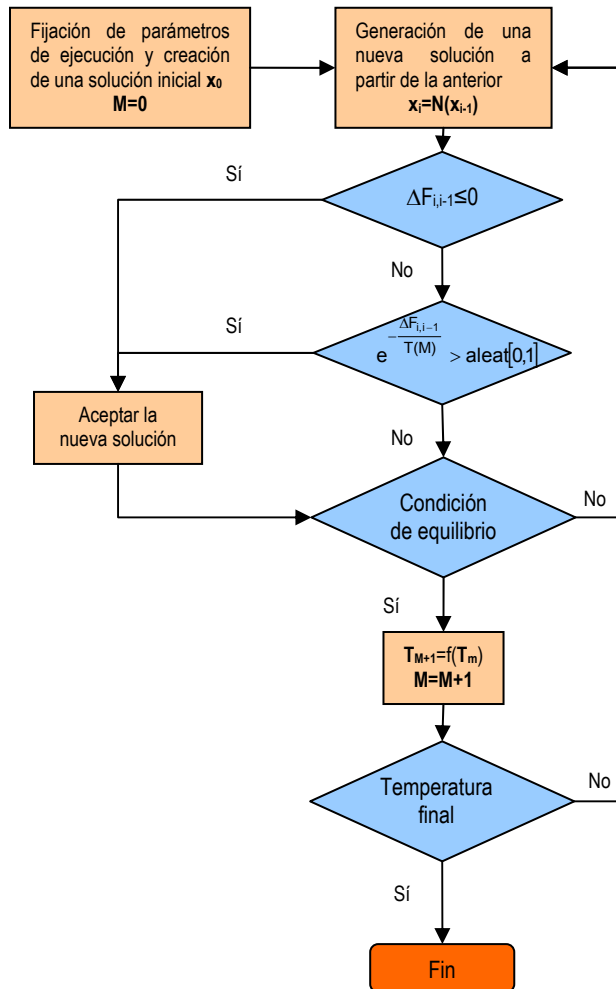 Fijación de parámetros
de ejecución y creación
de una solución inicial x₀
M=0
Generación de una
nueva solución a
partir de la anterior
xᵢ=N(xᵢ₋₁)
Sí
ΔFᵢ,ᵢ₋₁≤0
No
Sí
e^(-ΔFᵢ,ᵢ₋₁/T(M)) > aleat[0,1]
Aceptar la
nueva solución
No
Condición
de equilibrio
No
Sí
T_M+1=f(T_m)
M=M+1
Temperatura
final
No
Sí
Fin